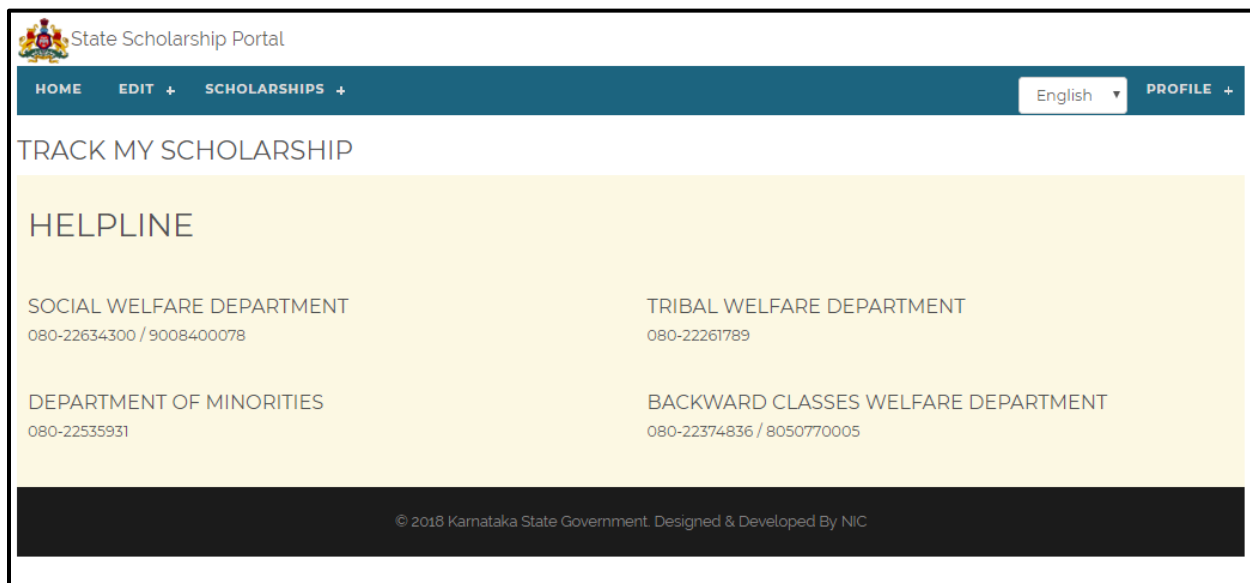 State Scholarship Portal
HOME EDIT + SCHOLARSHIPS + English PROFILE +
TRACK MY SCHOLARSHIP
HELPLINE
SOCIAL WELFARE DEPARTMENT
080-22634300 / 9008400078
TRIBAL WELFARE DEPARTMENT
080-22261789
DEPARTMENT OF MINORITIES
080-22535931
BACKWARD CLASSES WELFARE DEPARTMENT
080-22374836 / 8050770005
© 2018 Karnataka State Government. Designed & Developed By NIC